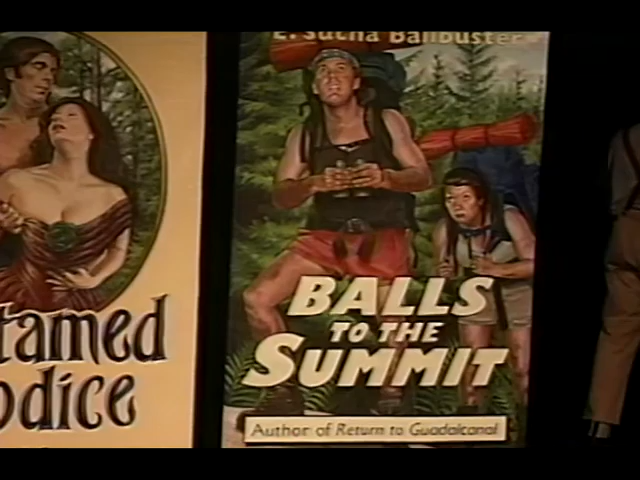 E. Sucha Ballbuster
tamed
odice
BALLS
TO THE
SUMMIT
Author of Return to Guadalcanal